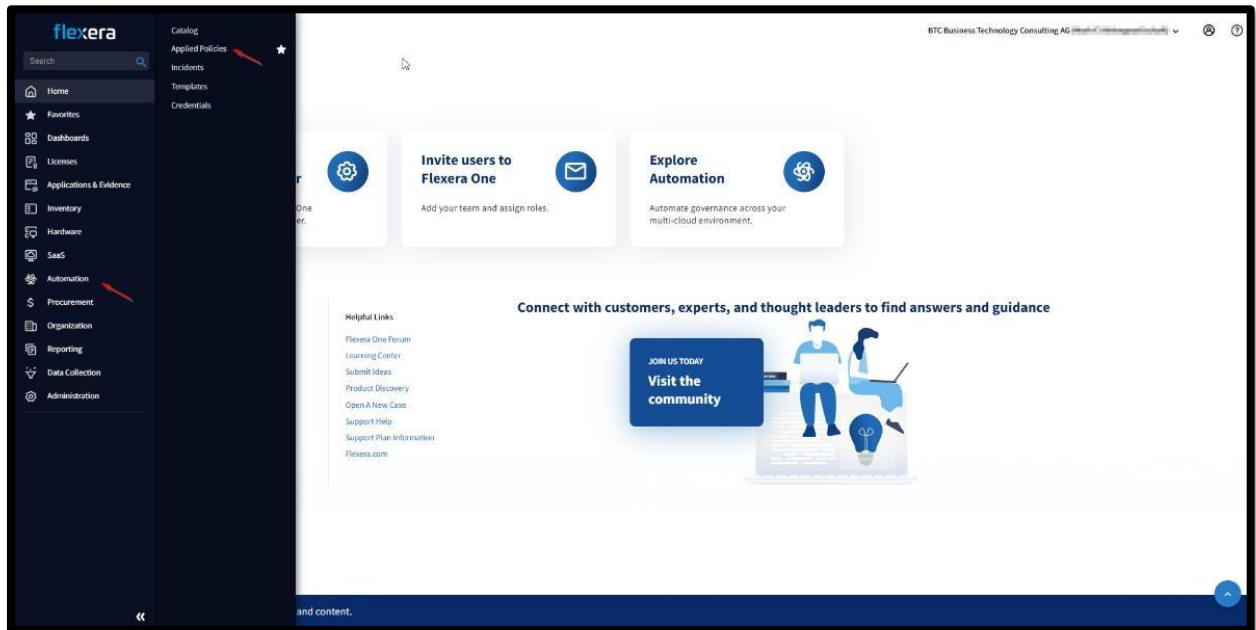 flexera
Search
Home
Favorites
Dashboards
Licenses
Applications & Evidence
Inventory
Hardware
SaaS
Automation
Procurement
Organization
Reporting
Data Collection
Administration
«
Catalog
Applied Policies
Incidents
Templates
Credentials
BTC Business Technology Consulting AG
r
One
er.
Invite users to
Flexera One
Add your team and assign roles.
Explore
Automation
Automate governance across your
multi-cloud environment.
Helpful Links
Flexera One Forum
Learning Center
Submit Ideas
Product Discovery
Open A New Case
Support Help
Support Plan Information
Flexera.com
Connect with customers, experts, and thought leaders to find answers and guidance
JOIN US TODAY
Visit the
community
and content.